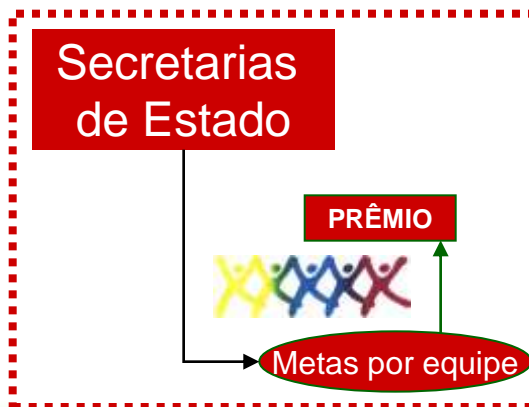 Secretarias
de Estado
PRÊMIO
Metas por equipe